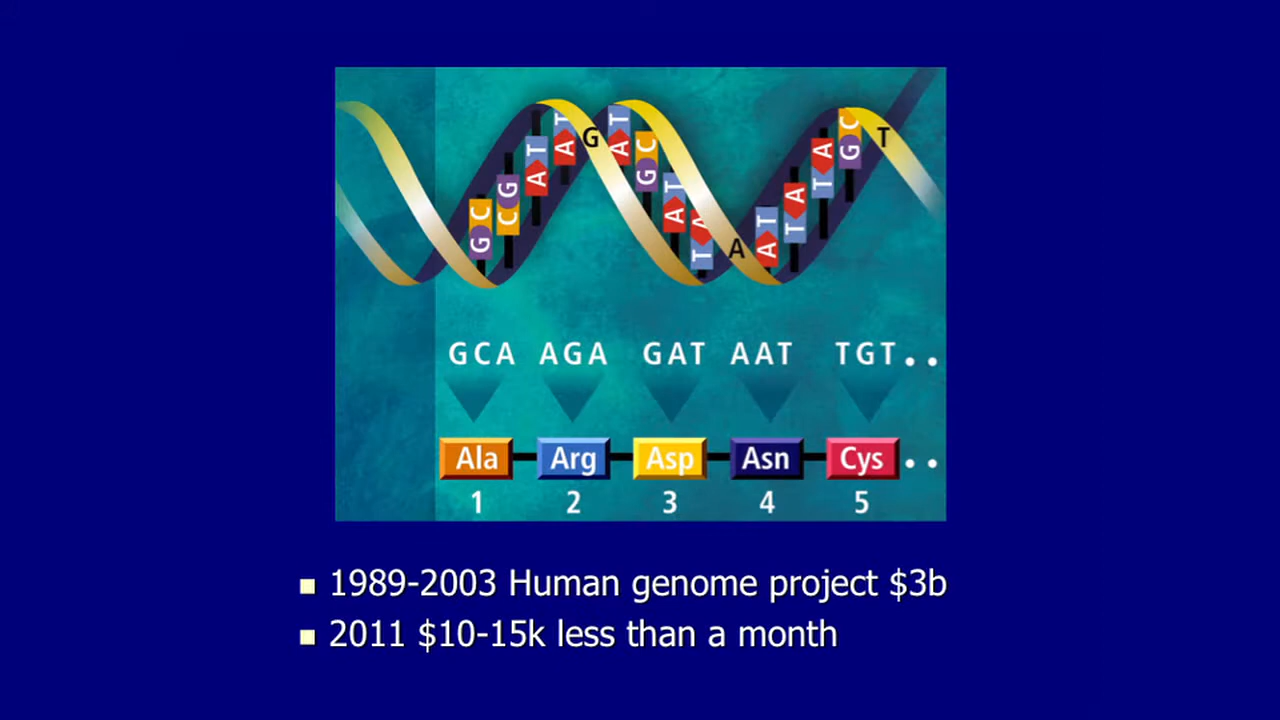 G C
C G
A T
A T
G
A T
G C
A T
T A
A
A T
T A
T A
G C
T
GCA AGA GAT AAT TGT..
Ala Arg Asp Asn Cys ..
1 2 3 4 5
1989-2003 Human genome project $3b
2011 $10-15k less than a month